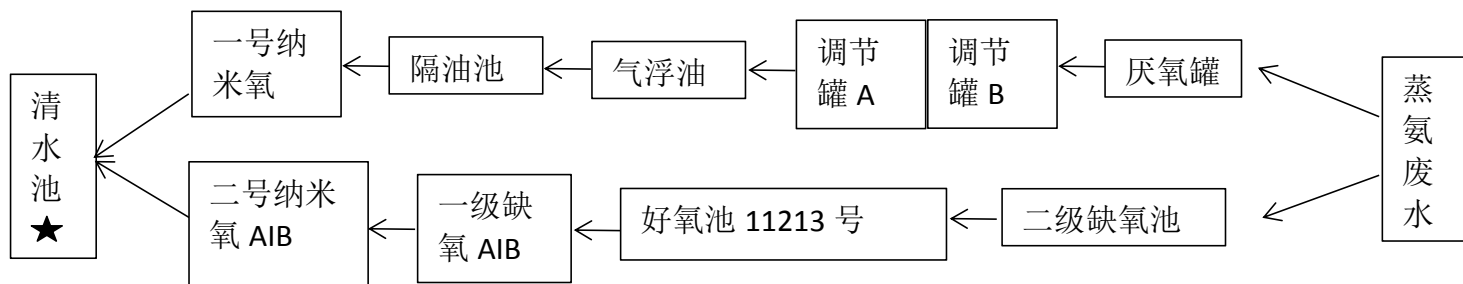 一号纳
米氧
隔油池
气浮油
调节
罐 A
调节
罐 B
厌氧罐
蒸
氨
废
水
清
水
池
★
二号纳米
氧 AIB
一级缺
氧 AIB
好氧池 11213 号
二级缺氧池